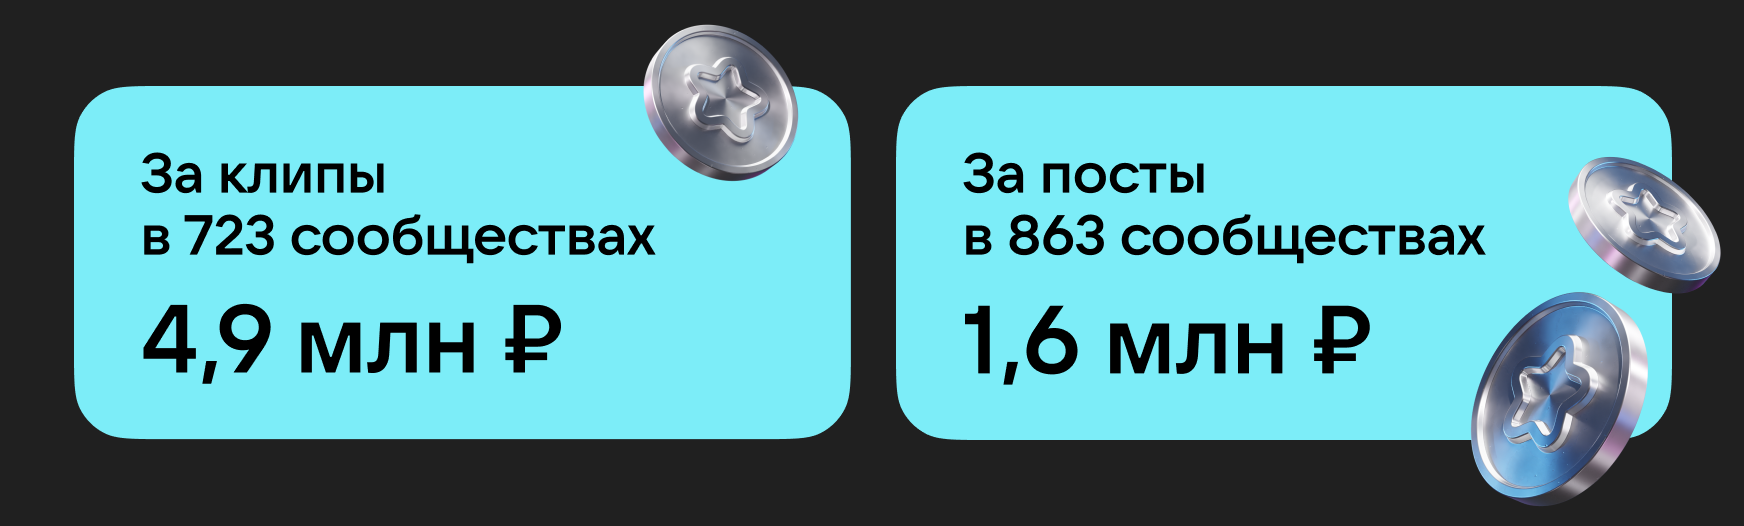 За клипы
в 723 сообществах
4,9 млн ₽
За посты
в 863 сообществах
1,6 млн ₽